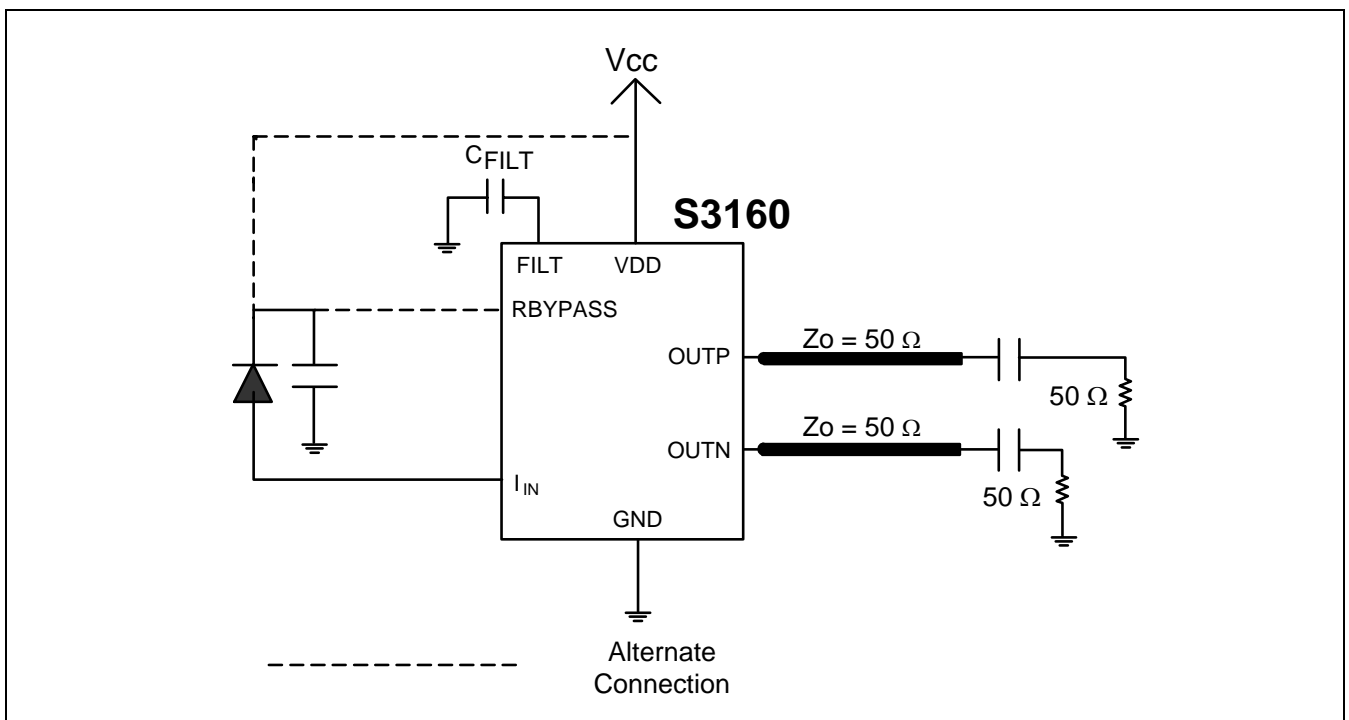 Vcc
CFILT
S3160
FILT
VDD
RBYPASS
OUTP
Zo = 50 Ω
50 Ω
OUTN
Zo = 50 Ω
50 Ω
IIN
GND
Alternate
Connection